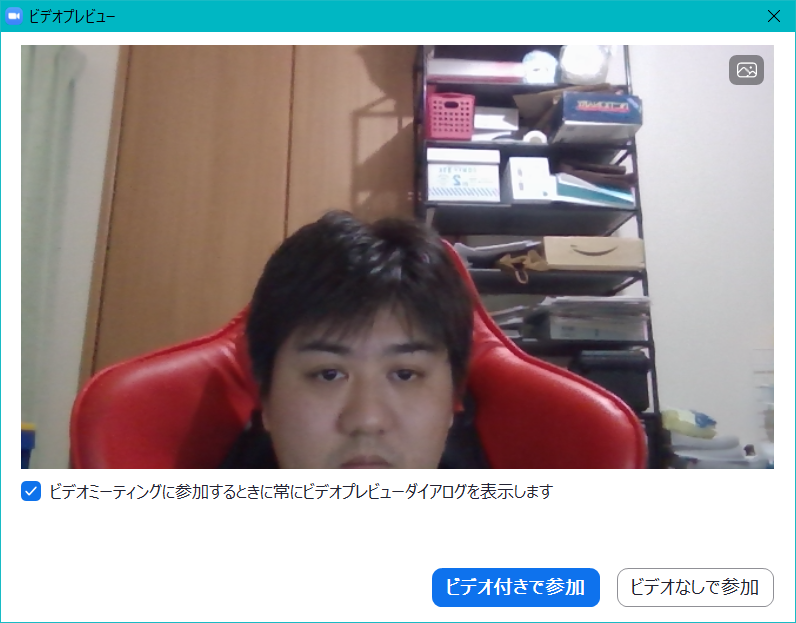 ビデオプレビュー
ビデオミーティングに参加するときに常にビデオプレビューダイアログを表示します
ビデオ付きで参加
ビデオなしで参加